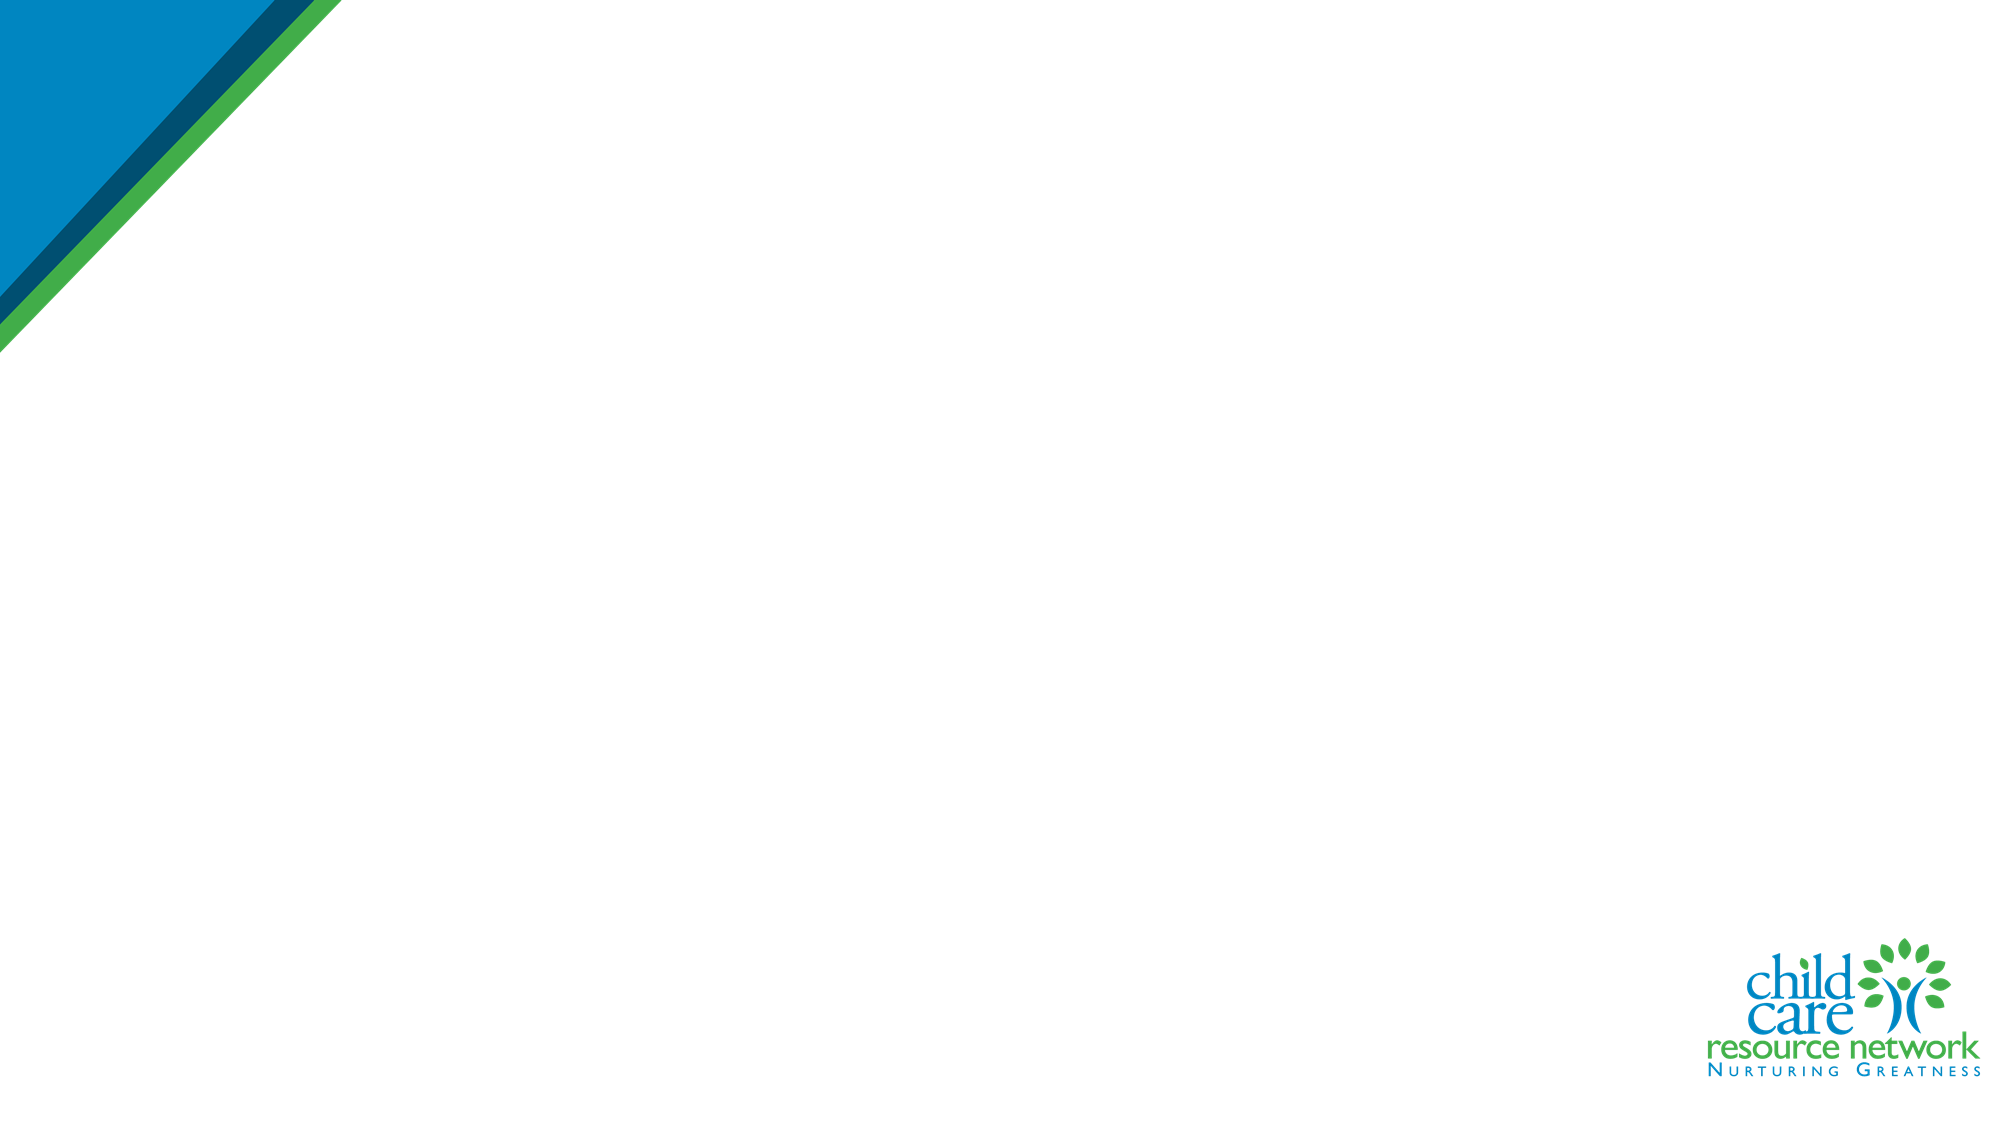 child
care
resource network
NURTURING GREATNESS